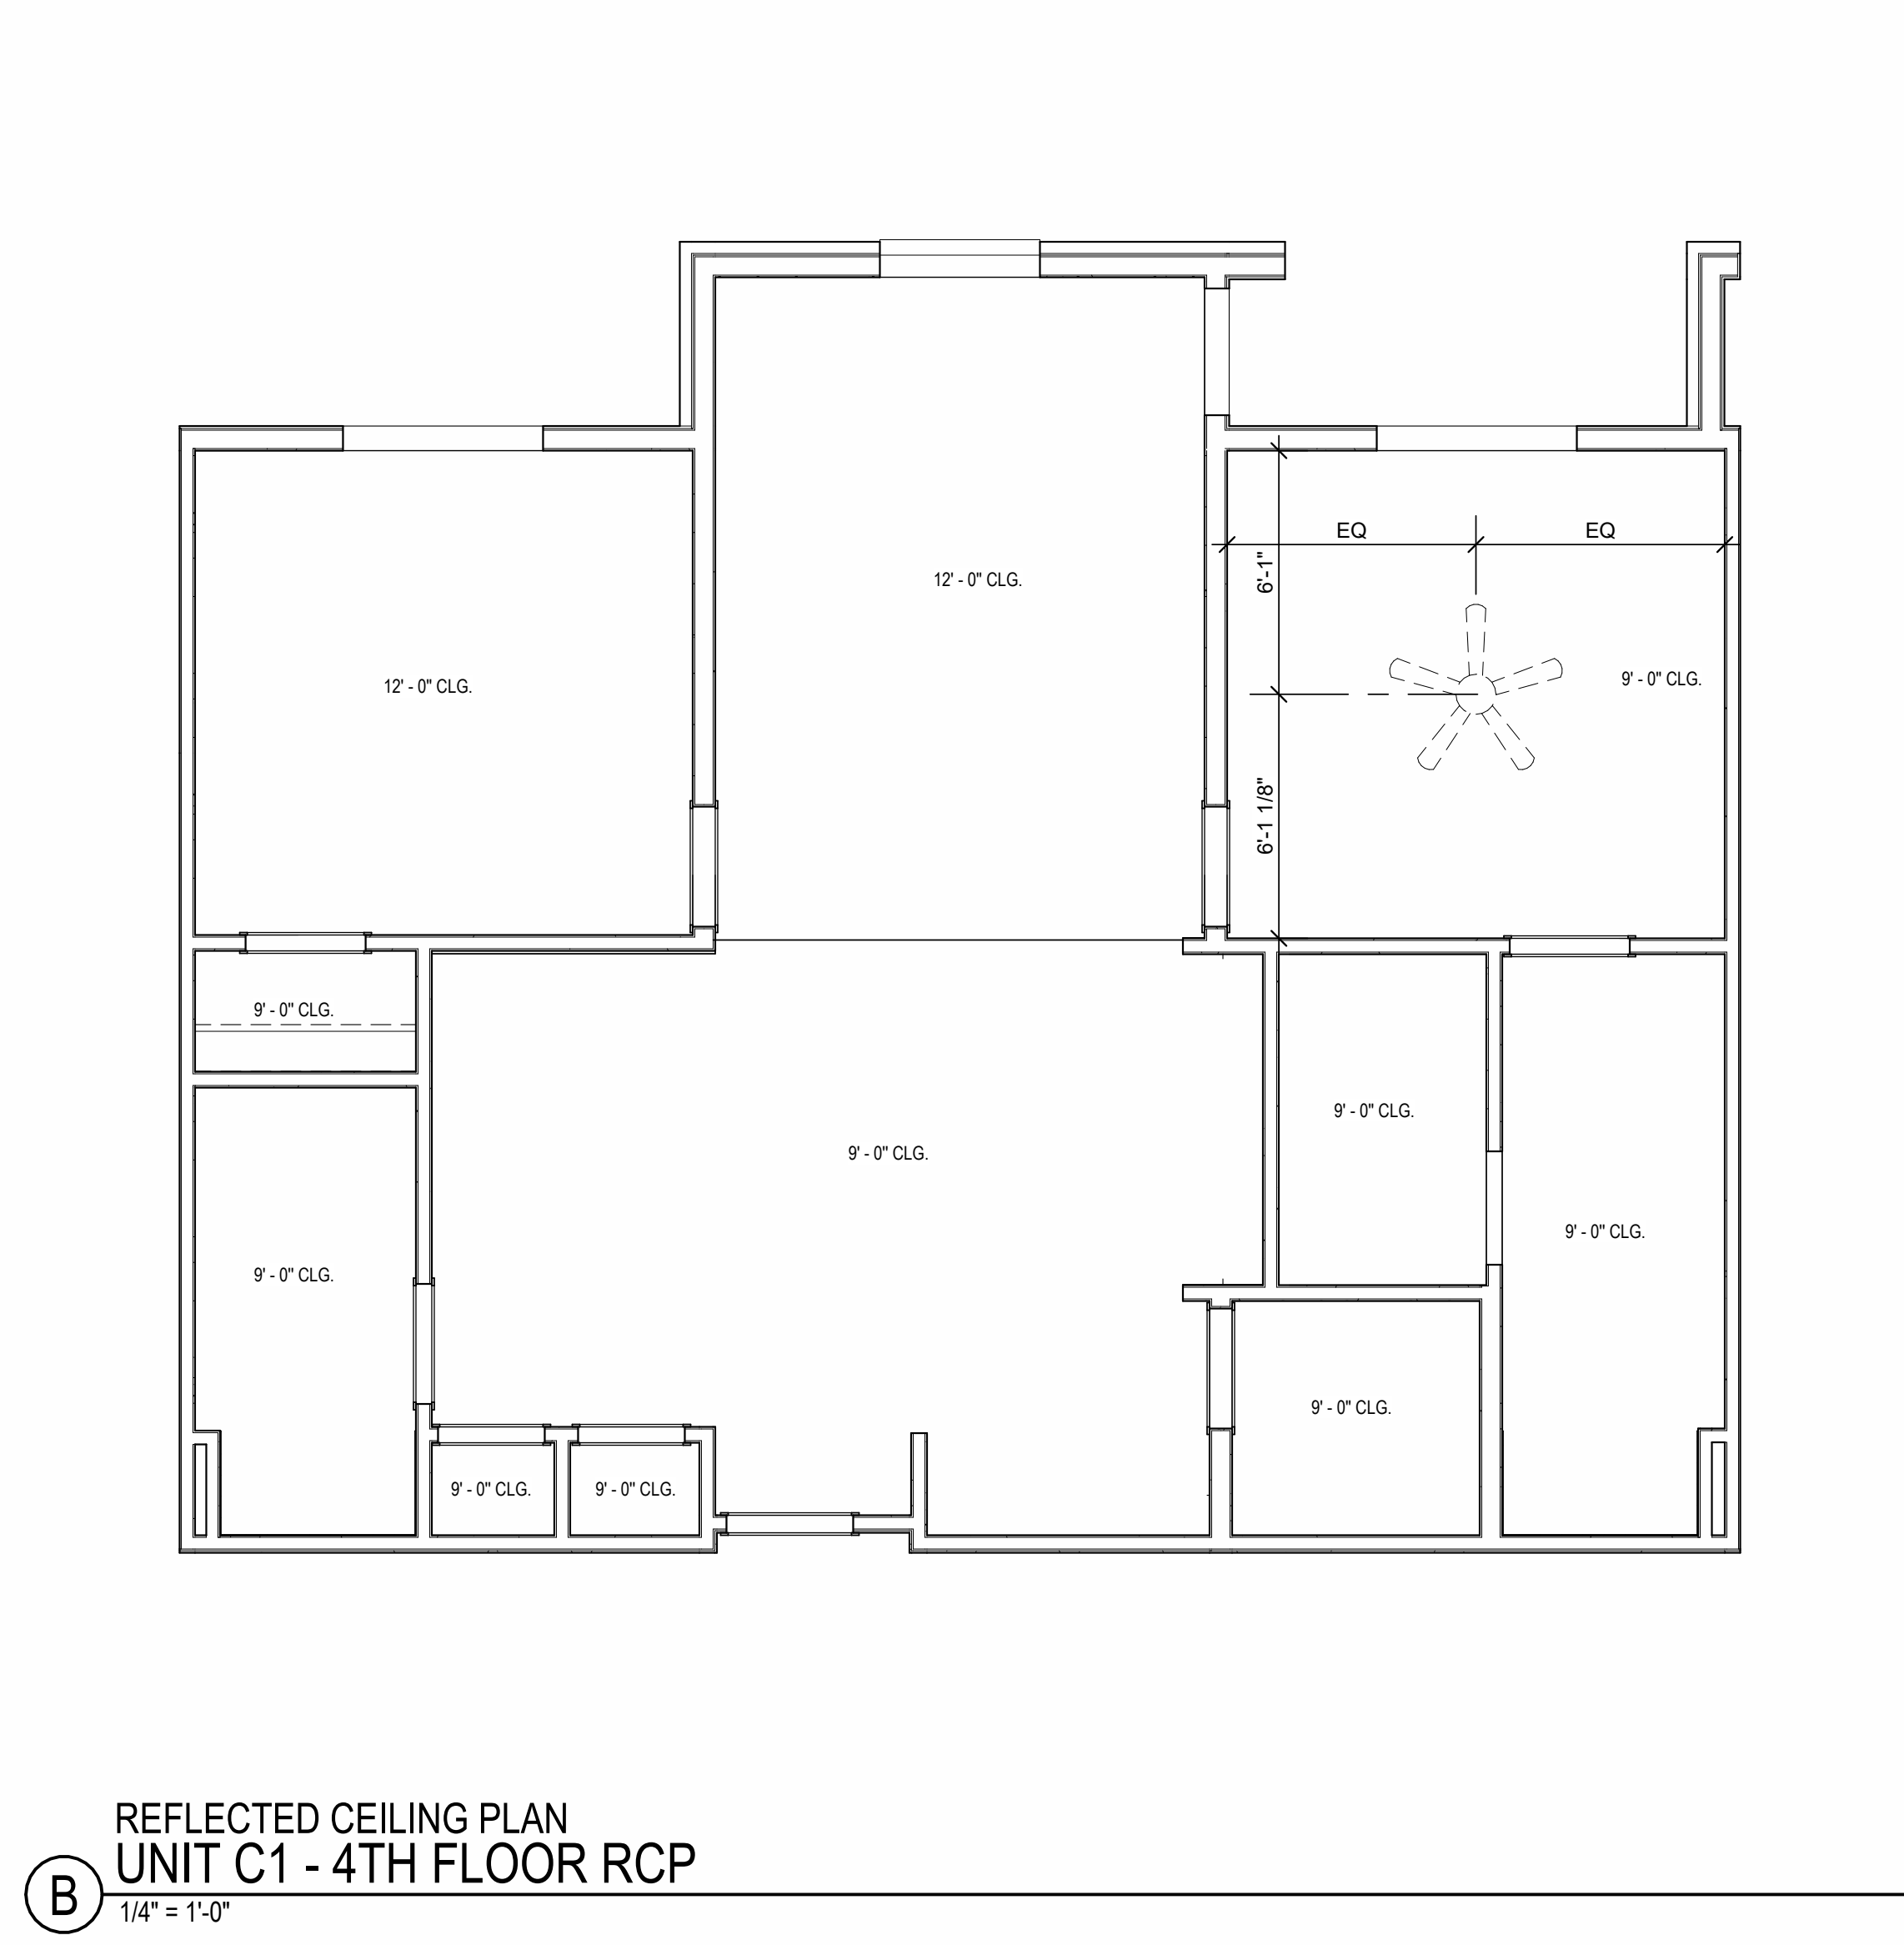 EQ
EQ
6'-1"
12' - 0" CLG.
12' - 0" CLG.
9' - 0" CLG.
6'-1 1/8"
9' - 0" CLG.
9' - 0" CLG.
9' - 0" CLG.
9' - 0" CLG.
9' - 0" CLG.
9' - 0" CLG.
9' - 0" CLG.
9' - 0" CLG.
REFLECTED CEILING PLAN
UNIT C1 - 4TH FLOOR RCP
B
1/4" = 1'-0"